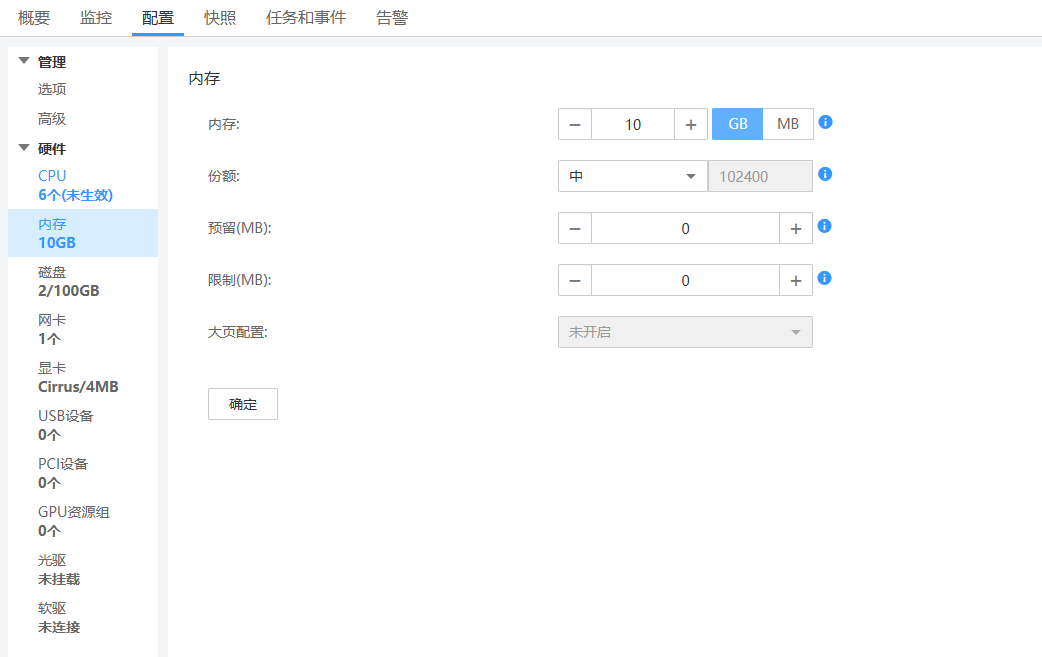 概要 监控 配置 快照 任务和事件 告警
管理
选项
高级
硬件
CPU
6个(未生效)
内存
10GB
磁盘
2/100GB
网卡
1个
显卡
Cirrus/4MB
USB设备
0个
PCI设备
0个
GPU资源组
0个
光驱
未挂载
软驱
未连接
内存
内存: 10 GB MB
份额: 中 102400
预留(MB): 0
限制(MB): 0
大页配置: 未开启
确定